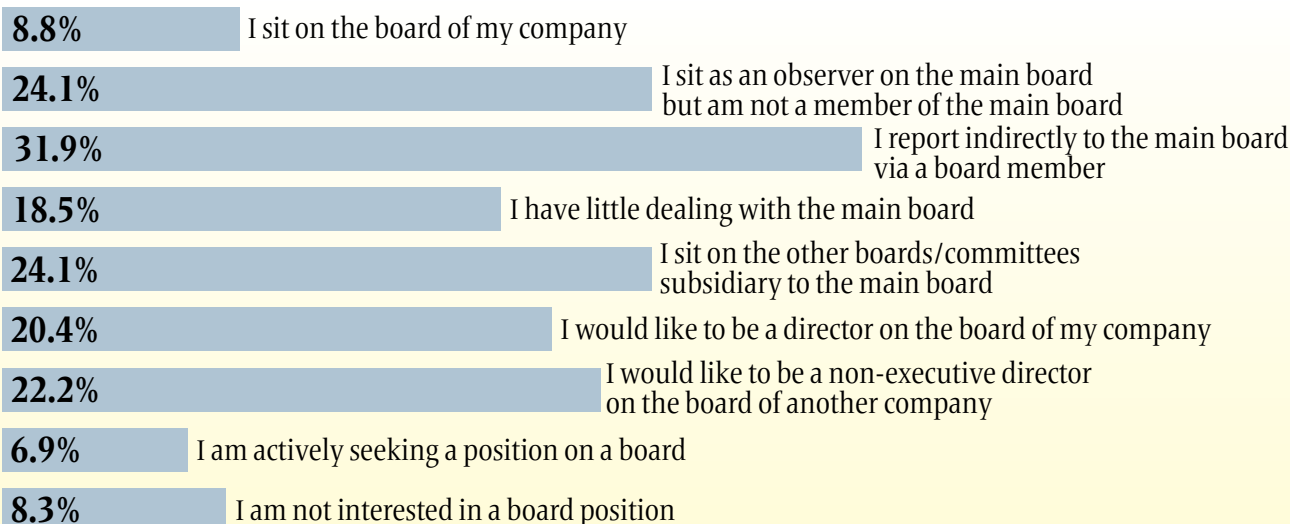 8.8% I sit on the board of my company
24.1% I sit as an observer on the main board
but am not a member of the main board
31.9% I report indirectly to the main board
via a board member
18.5% I have little dealing with the main board
24.1% I sit on the other boards/committees
subsidiary to the main board
20.4% I would like to be a director on the board of my company
22.2% I would like to be a non-executive director
on the board of another company
6.9% I am actively seeking a position on a board
8.3% I am not interested in a board position